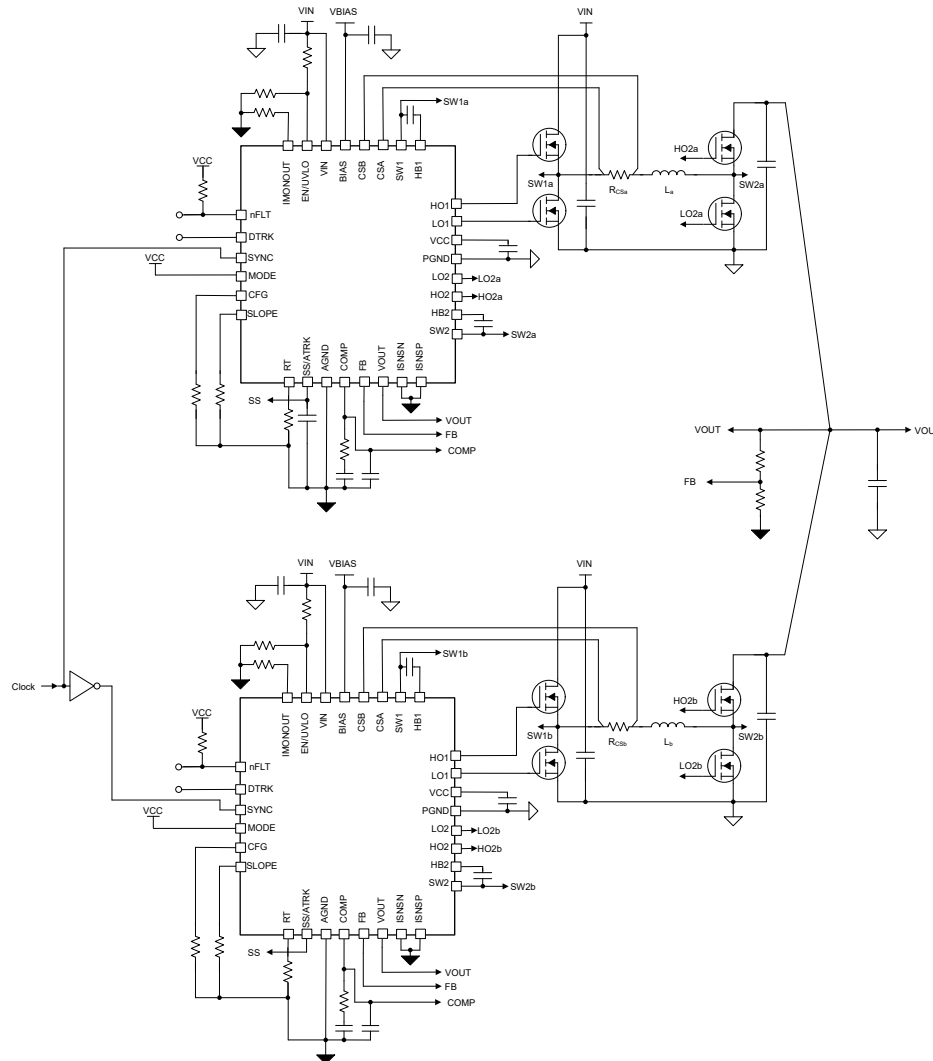 VIN
VBIAS
VIN
SW1a
IMONOUT
EN/UVLO
VIN
BIAS
CSB
CSA
SW1
HB1
VCC
nFLT
DTRK
SYNC
VCC
MODE
CFG
SLOPE
HO1
LO1
VCC
PGND
LO2
LO2a
HO2
HO2a
HB2
SW2
SW2a
RT
SS/ATRK
AGND
COMP
FB
VOUT
ISNSN
ISNSP
SS
VOUT
FB
COMP
SW1a
RCSa
La
HO2a
SW2a
LO2a
VOUT
VOU
FB
VIN
VBIAS
VIN
SW1b
Clock
IMONOUT
EN/UVLO
VIN
BIAS
CSB
CSA
SW1
HB1
VCC
nFLT
DTRK
SYNC
VCC
MODE
CFG
SLOPE
HO1
LO1
VCC
PGND
LO2
LO2b
HO2
HO2b
HB2
SW2
SW2b
RT
SS/ATRK
AGND
COMP
FB
VOUT
ISNSN
ISNSP
SS
VOUT
FB
COMP
SW1b
RCSb
Lb
HO2b
SW2b
LO2b